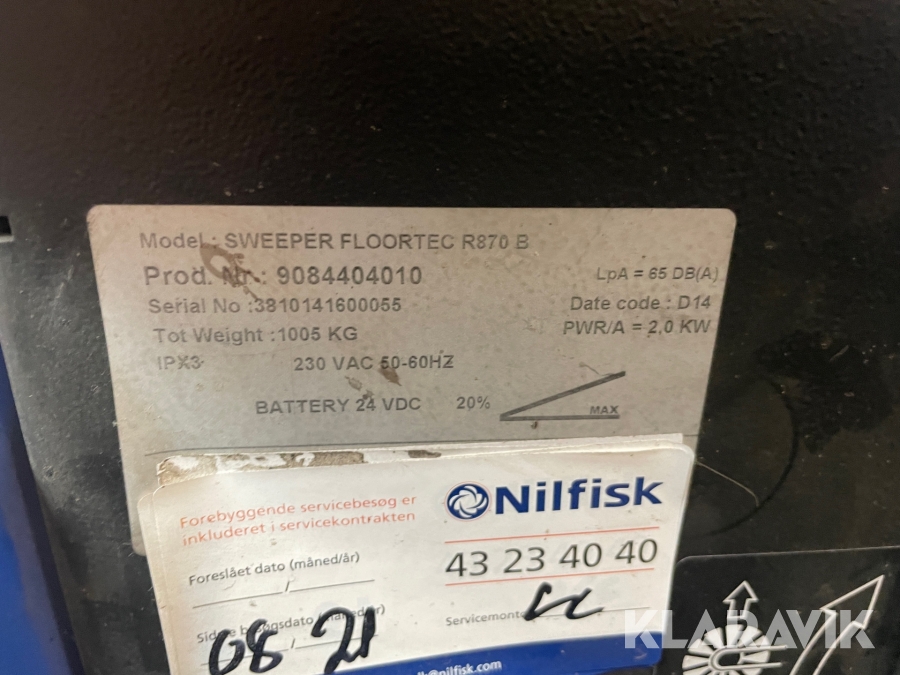 Model : SWEEPER FLOORTEC R870 B
Prod. Nr.: 9084404010
LpA = 65 DB(A)
Serial No :3810141600055
Date code : D14
Tot Weight :1005 KG
PWR/A = 2,0 KW
IPX3
230 VAC 50-60HZ
BATTERY 24 VDC
20%
MAX
Nilfisk
Forebyggende servicebesøg er
inkluderet i servicekontrakten
43 23 40 40
Foreslået dato (måned/år)
/
08 21
@nilfisk.com
KLARAVIK